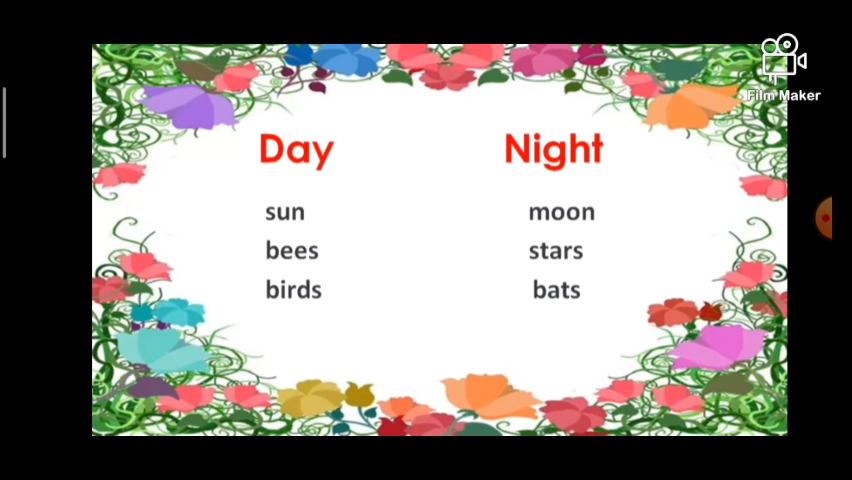 Film Maker
Day Night
sun moon
bees stars
birds bats